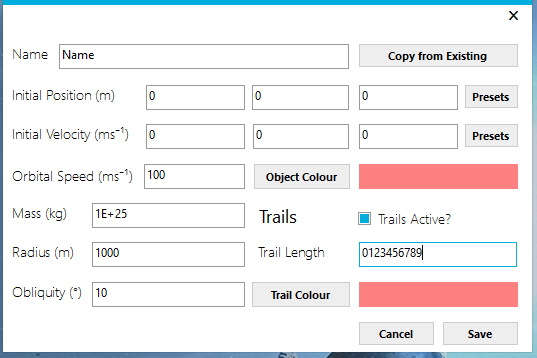 Name Name Copy from Existing
Initial Position (m) 0 0 0 Presets
Initial Velocity (ms⁻¹) 0 0 0 Presets
Orbital Speed (ms⁻¹) 100 Object Colour
Mass (kg) 1E+25 Trails Trails Active?
Radius (m) 1000 Trail Length 0123456789
Obliquity (°) 10 Trail Colour
Cancel Save